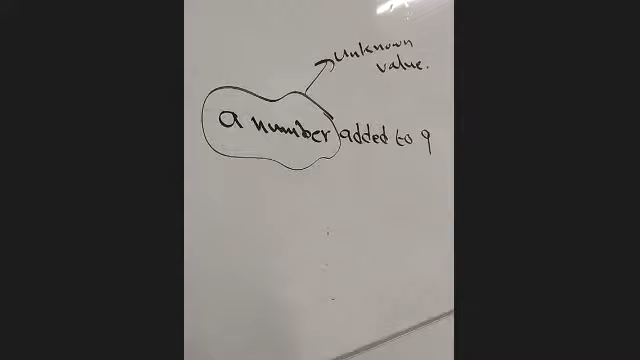 unknown
value.
a number added to 9